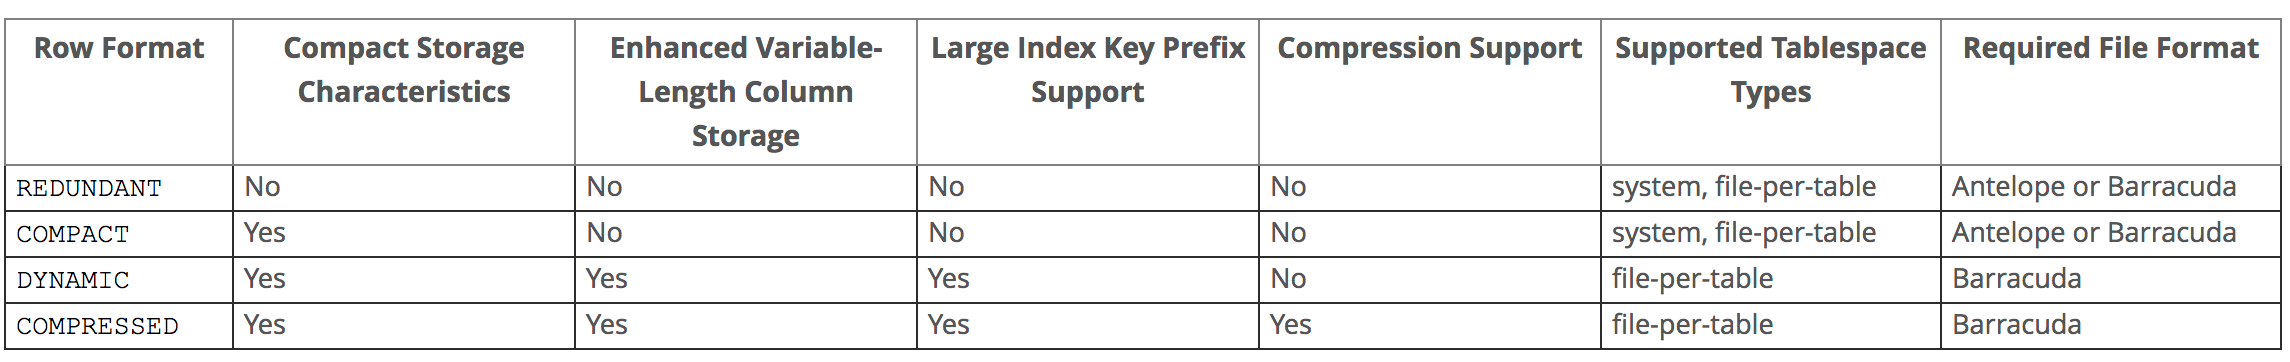 Row Format
Compact Storage
Characteristics
Enhanced Variable-
Length Column
Storage
Large Index Key Prefix
Support
Compression Support
Supported Tablespace
Types
Required File Format
REDUNDANT No No No No system, file-per-table Antelope or Barracuda
COMPACT Yes No No No system, file-per-table Antelope or Barracuda
DYNAMIC Yes Yes Yes No file-per-table Barracuda
COMPRESSED Yes Yes Yes Yes file-per-table Barracuda